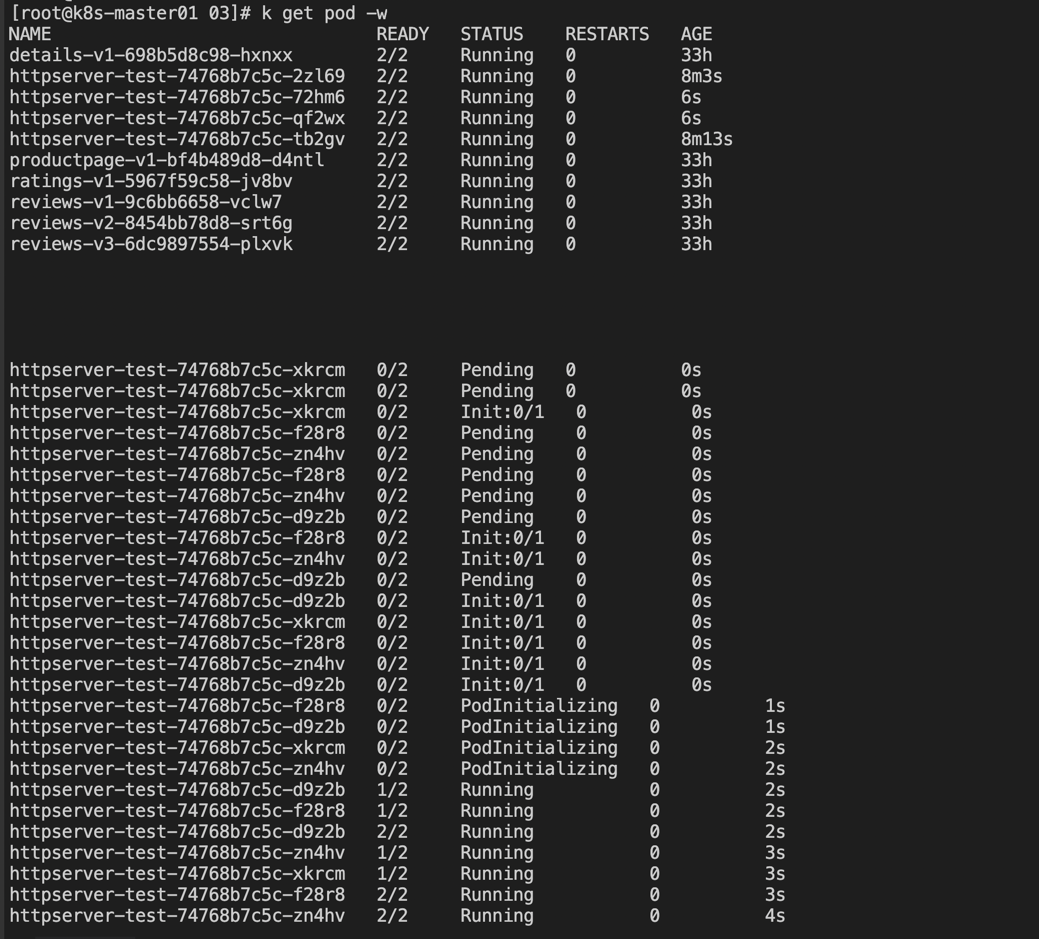 [root@k8s-master01 03]# k get pod -w
NAME READY STATUS RESTARTS AGE
details-v1-698b5d8c98-hxnxx 2/2 Running 0 33h
httpserver-test-74768b7c5c-2zl69 2/2 Running 0 8m3s
httpserver-test-74768b7c5c-72hm6 2/2 Running 0 6s
httpserver-test-74768b7c5c-qf2wx 2/2 Running 0 6s
httpserver-test-74768b7c5c-tb2gv 2/2 Running 0 8m13s
productpage-v1-bf4b489d8-d4ntl 2/2 Running 0 33h
ratings-v1-5967f59c58-jv8bv 2/2 Running 0 33h
reviews-v1-9c6bb6658-vclw7 2/2 Running 0 33h
reviews-v2-8454bb78d8-srt6g 2/2 Running 0 33h
reviews-v3-6dc9897554-plxvk 2/2 Running 0 33h
httpserver-test-74768b7c5c-xkrcm 0/2 Pending 0 0s
httpserver-test-74768b7c5c-xkrcm 0/2 Pending 0 0s
httpserver-test-74768b7c5c-xkrcm 0/2 Init:0/1 0 0s
httpserver-test-74768b7c5c-f28r8 0/2 Pending 0 0s
httpserver-test-74768b7c5c-zn4hv 0/2 Pending 0 0s
httpserver-test-74768b7c5c-f28r8 0/2 Pending 0 0s
httpserver-test-74768b7c5c-zn4hv 0/2 Pending 0 0s
httpserver-test-74768b7c5c-d9z2b 0/2 Pending 0 0s
httpserver-test-74768b7c5c-f28r8 0/2 Init:0/1 0 0s
httpserver-test-74768b7c5c-zn4hv 0/2 Init:0/1 0 0s
httpserver-test-74768b7c5c-d9z2b 0/2 Pending 0 0s
httpserver-test-74768b7c5c-d9z2b 0/2 Init:0/1 0 0s
httpserver-test-74768b7c5c-xkrcm 0/2 Init:0/1 0 0s
httpserver-test-74768b7c5c-f28r8 0/2 Init:0/1 0 0s
httpserver-test-74768b7c5c-zn4hv 0/2 Init:0/1 0 0s
httpserver-test-74768b7c5c-d9z2b 0/2 Init:0/1 0 0s
httpserver-test-74768b7c5c-f28r8 0/2 PodInitializing 0 1s
httpserver-test-74768b7c5c-d9z2b 0/2 PodInitializing 0 1s
httpserver-test-74768b7c5c-xkrcm 0/2 PodInitializing 0 2s
httpserver-test-74768b7c5c-zn4hv 0/2 PodInitializing 0 2s
httpserver-test-74768b7c5c-d9z2b 1/2 Running 0 2s
httpserver-test-74768b7c5c-f28r8 1/2 Running 0 2s
httpserver-test-74768b7c5c-d9z2b 2/2 Running 0 2s
httpserver-test-74768b7c5c-zn4hv 1/2 Running 0 3s
httpserver-test-74768b7c5c-xkrcm 1/2 Running 0 3s
httpserver-test-74768b7c5c-f28r8 2/2 Running 0 3s
httpserver-test-74768b7c5c-zn4hv 2/2 Running 0 4s